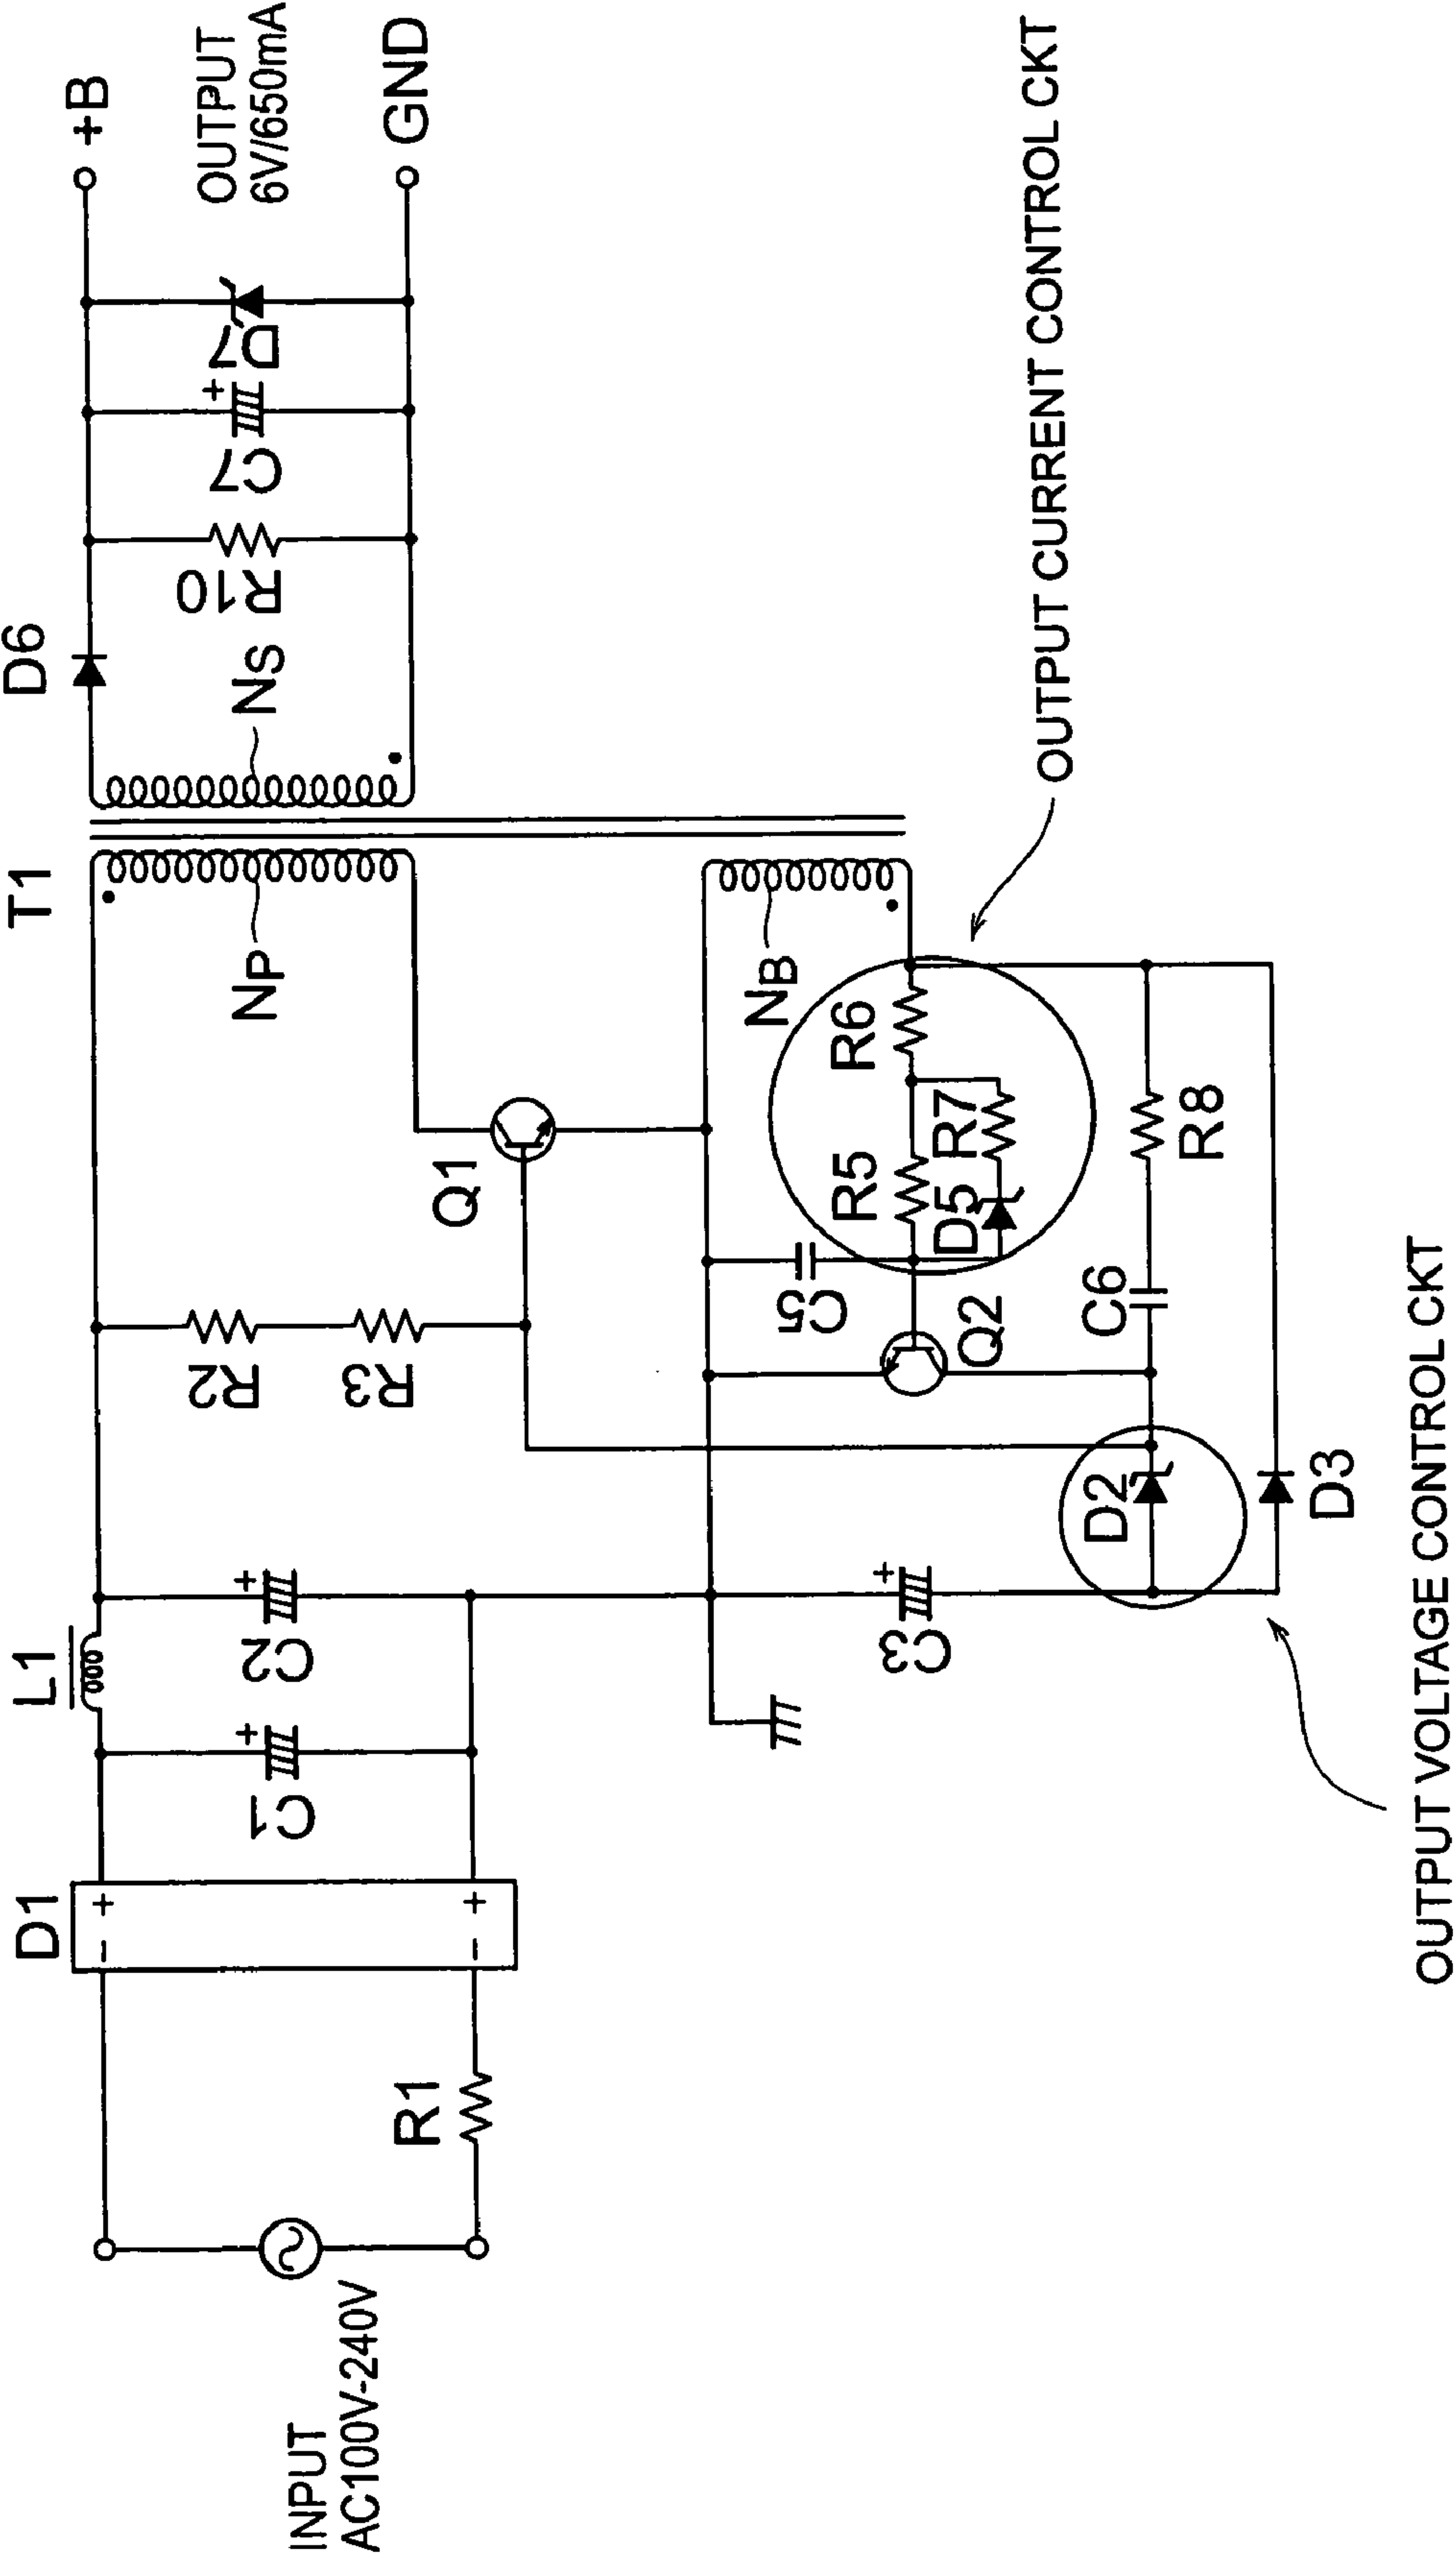 INPUT
AC100V-240V
R1
D1
-
+
-
+
C1
+
L1
C2
+
R2
R3
Q1
T1
NP
NS
D6
R10
C7
+
D7
+B
OUTPUT
6V/650mA
GND
NB
C5
R5
R6
D5
R7
Q2
C3
+
D2
C6
R8
D3
OUTPUT CURRENT CONTROL CKT
OUTPUT VOLTAGE CONTROL CKT